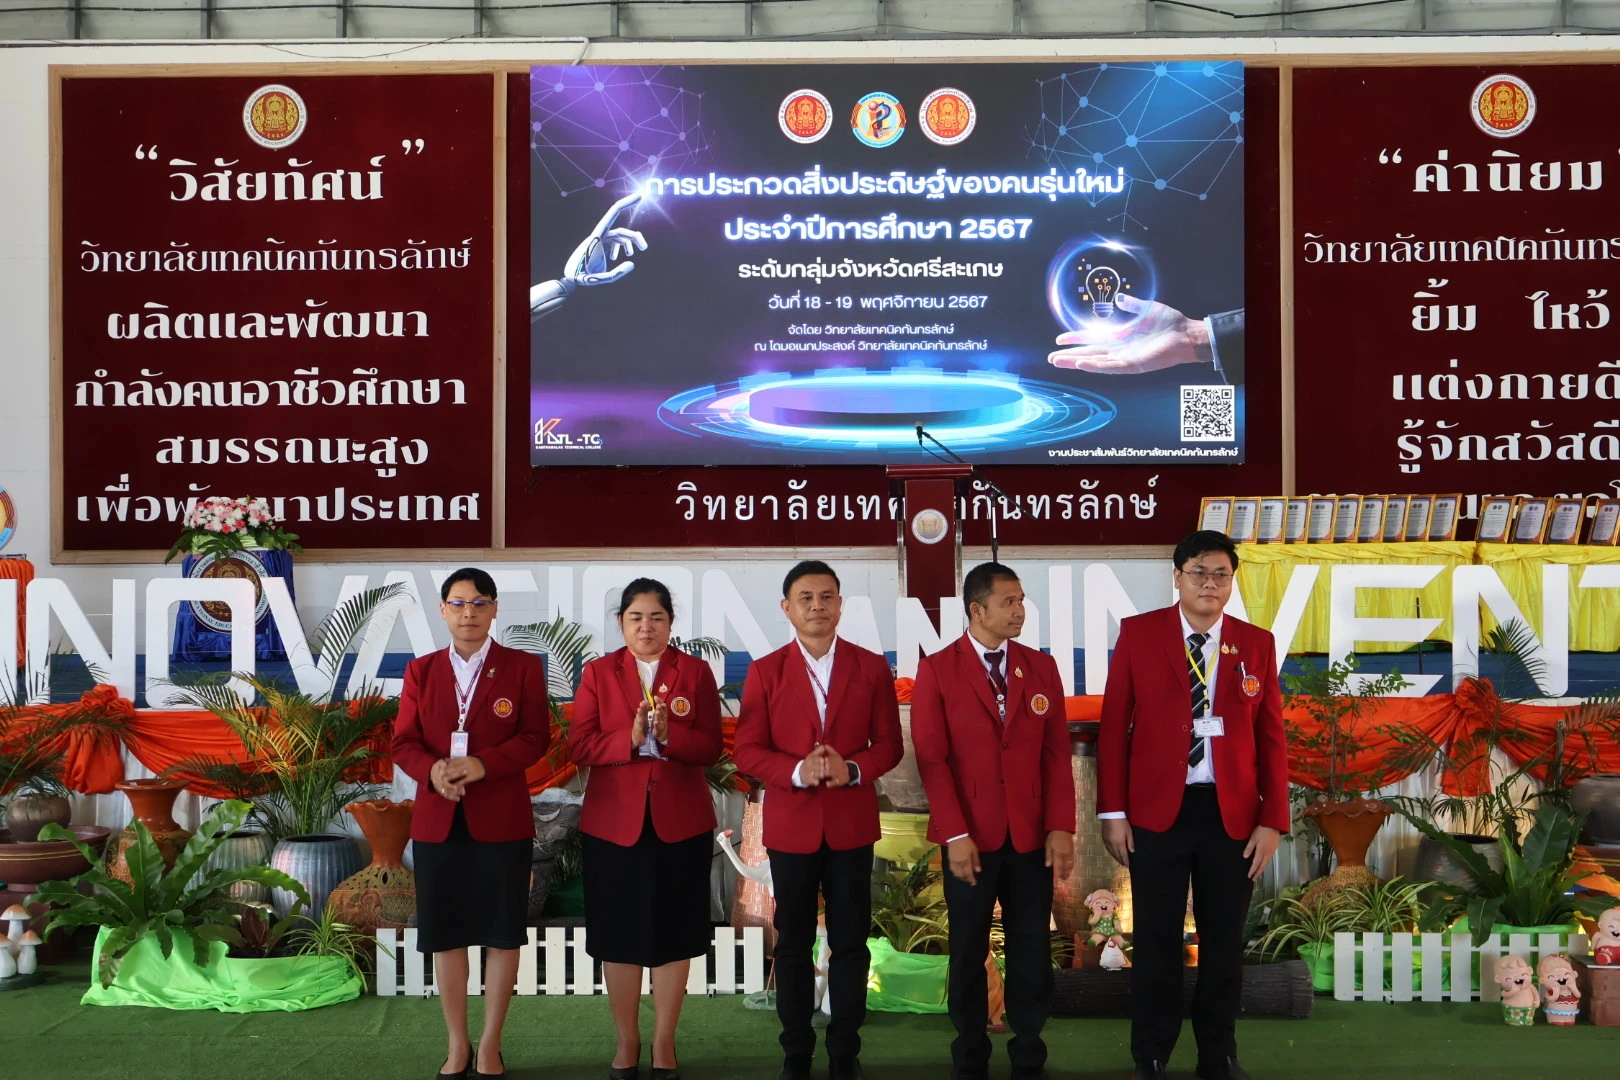 “ วิสัยทัศน์ ”
วิทยาลัยเทคนิคกันทรลักษ์
ผลิตและพัฒนา
กำลังคนอาชีวศึกษา
สมรรถนะสูง
เพื่อพัฒนาประเทศ
การประกวดสิ่งประดิษฐ์ของคนรุ่นใหม่
ประจำปีการศึกษา 2567
ระดับกลุ่มจังหวัดศรีสะเกษ
วันที่ 18 - 19 พฤศจิกายน 2567
จัดโดย วิทยาลัยเทคนิคกันทรลักษ์
ณ โดมอเนกประสงค์ วิทยาลัยเทคนิคกันทรลักษ์
KTL -TC
KANTHARALAK TECHNICAL COLLEGE
งานประชาสัมพันธ์วิทยาลัยเทคนิคกันทรลักษ์
วิทยาลัยเทคนิคกันทรลักษ์
“ ค่านิยม
วิทยาลัยเทคนิคกันทร
ยิ้ม ไหว้
แต่งกายดี
รู้จักสวัสดี
INNOVATION AND INVENT